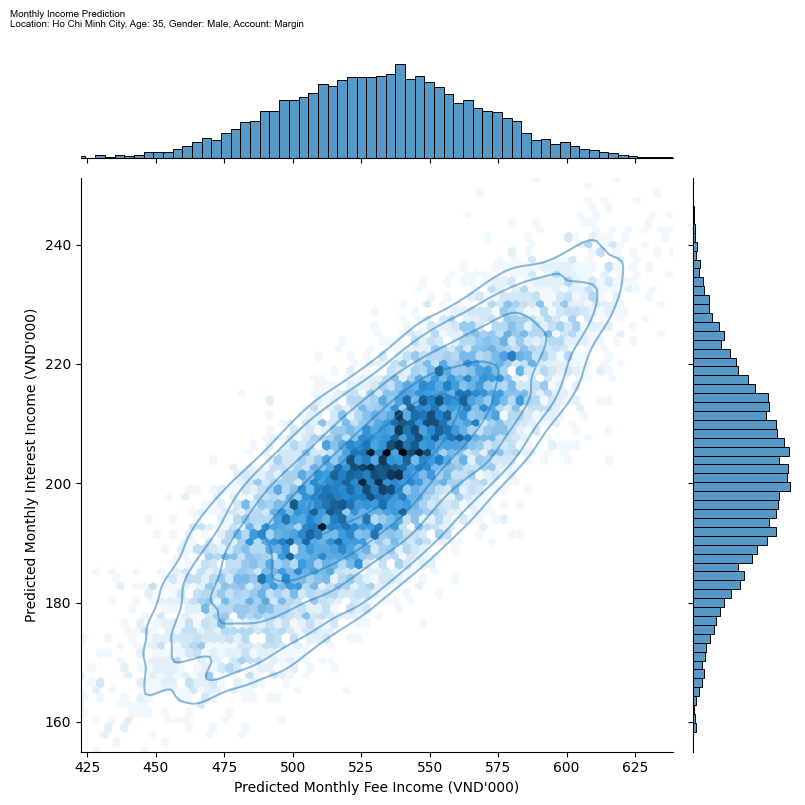 Monthly Income Prediction
Location: Ho Chi Minh City, Age: 35, Gender: Male, Account: Margin
240
220
200
180
160
Predicted Monthly Interest Income (VND'000)
425 450 475 500 525 550 575 600 625
Predicted Monthly Fee Income (VND'000)